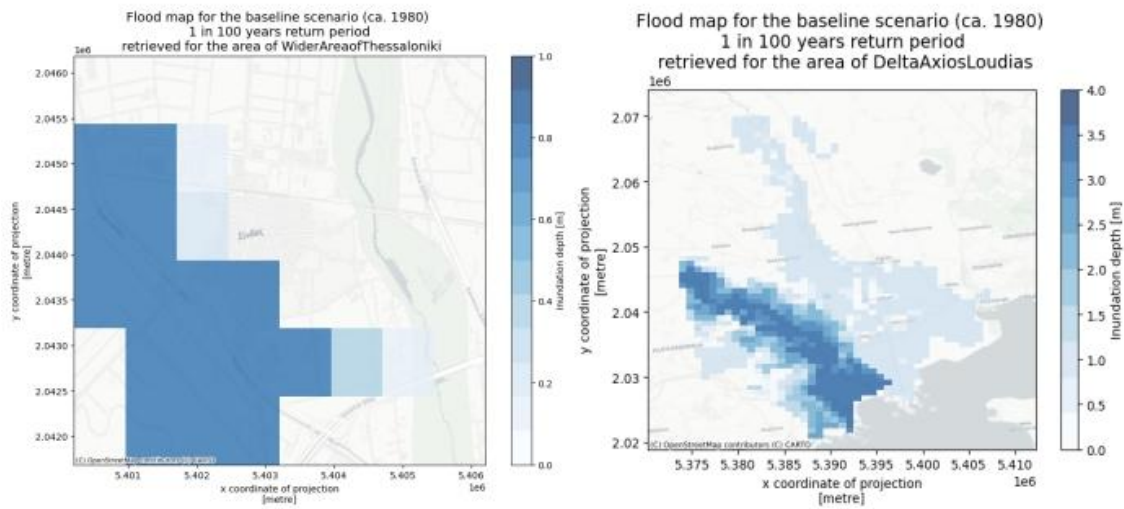 Flood map for the baseline scenario (ca. 1980)
1 in 100 years return period
retrieved for the area of WiderAreaofThessaloniki
1e6
2.0460
2.0455
2.0450
2.0445
2.0440
2.0435
2.0430
2.0425
2.0420
y coordinate of projection
[metre]
Sindos
(C) OpenStreetMap contributors (C) CARTO
5.401 5.402 5.403 5.404 5.405 5.406
1e6
x coordinate of projection
[metre]
1.0
0.8
0.6
0.4
0.2
0.0
Inundation depth [m]
Flood map for the baseline scenario (ca. 1980)
1 in 100 years return period
retrieved for the area of DeltaAxiosLoudias
1e6
2.07
2.06
2.05
2.04
2.03
2.02
y coordinate of projection
[metre]
(C) OpenStreetMap contributors (C) CARTO
5.375 5.380 5.385 5.390 5.395 5.400 5.405 5.410
1e6
x coordinate of projection
[metre]
4.0
3.5
3.0
2.5
2.0
1.5
1.0
0.5
0.0
Inundation depth [m]